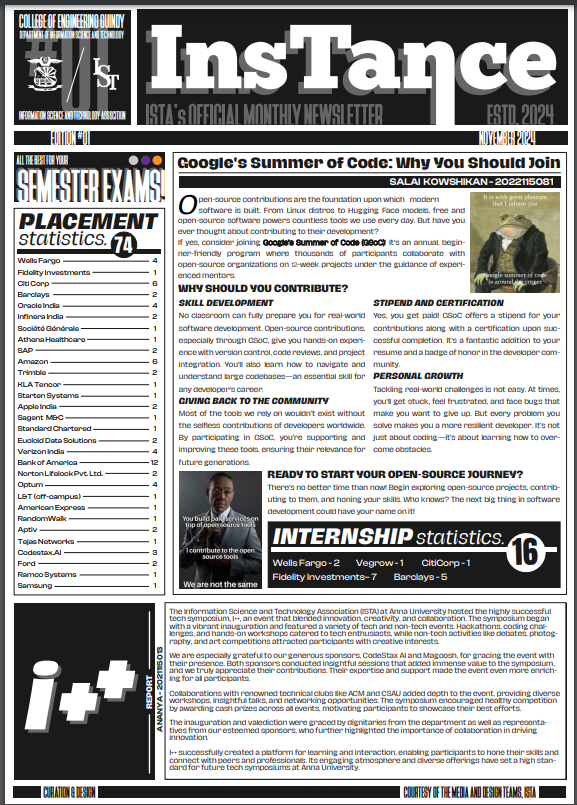 COLLEGE OF ENGINEERING GUINDY
DEPARTMENT OF INFORMATION SCIENCE AND TECHNOLOGY
#01
IST
INFORMATION SCIENCE AND TECHNOLOGY ASSOCITION
InsTance
ISTA's OFFICIAL MONTHLY NEWSLETTER
ESTD. 2024
EDITION #01
NOVEMBER 2024
ALL THE BEST FOR YOUR
SEMESTER EXAMS!
PLACEMENT
statistics.
74
Wells Fargo 4
Fidelity Investments 1
Citi Corp 6
Barclays 2
Oracle India 4
Infinera India 2
Société Générale 1
Athena Healthcare 1
SAP 2
Amazon 6
Trimble 2
KLA Tencor 1
Starten Systems 1
Apple India 2
Sagent M&C 1
Standard Chartered 1
Eucloid Data Solutions 2
Verizon India 4
Bank of America 12
Norton Lifelock Pvt. Ltd. 2
Optum 4
L&T (off-campus) 1
American Express 1
RandomWalk 1
Aptiv 2
Tejas Networks 1
Codestax.AI 3
Ford 2
Ramco Systems 1
Samsung 1
Google's Summer of Code: Why You Should Join
SALAI KOWSHIKAN - 2022115081
Open-source contributions are the foundation upon which modern
software is built. From Linux distros to Hugging Face models, free and
open-source software powers countless tools we use every day. But have
you ever thought about contributing to their development?
If yes, consider joining Google's Summer of Code (GSoC). It's an annual, begin-
ner-friendly program where thousands of participants collaborate with
open-source organizations on 12-week projects under the guidance of experi-
enced mentors.
It is with great pleasure
that I inform you
google summer of code
is around the corner
WHY SHOULD YOU CONTRIBUTE?
SKILL DEVELOPMENT
No classroom can fully prepare you for real-world
software development. Open-source contributions,
especially through GSoC, give you hands-on experi-
ence with version control, code reviews, and project
integration. You'll also learn how to navigate and
understand large codebases—an essential skill for
any developer's career.
GIVING BACK TO THE COMMUNITY
Most of the tools we rely on wouldn't exist without
the selfless contributions of developers worldwide.
By participating in GSoC, you're supporting and
improving these tools, ensuring their relevance for
future generations.
STIPEND AND CERTIFICATION
Yes, you get paid! GSoC offers a stipend for your
contributions along with a certification upon suc-
cessful completion. It's a fantastic addition to your
resume and a badge of honor in the developer com-
munity.
PERSONAL GROWTH
Tackling real-world challenges is not easy. At times,
you'll get stuck, feel frustrated, and face bugs that
make you want to give up. But every problem you
solve makes you a more resilient developer. It's not
just about coding—it's about learning how to over-
come obstacles.
You build paid services on
top of open source tools
I contribute to the open
source tools
We are not the same
READY TO START YOUR OPEN-SOURCE JOURNEY?
There's no better time than now! Begin exploring open-source projects, contrib-
uting to them, and honing your skills. Who knows? The next big thing in software
development could have your name on it!
INTERNSHIP statistics.
16
Wells Fargo - 2 Vegrow - 1 CitiCorp - 1
Fidelity Investments- 7 Barclays - 5
i++
REPORT
ANANYA - 2021115013
The Information Science and Technology Association (ISTA) at Anna University hosted the highly successful
tech symposium, I++, an event that blended innovation, creativity, and collaboration. The symposium began
with a vibrant inauguration and featured a variety of tech and non-tech events. Hackathons, coding chal-
lenges, and hands-on workshops catered to tech enthusiasts, while non-tech activities like debates, photog-
raphy, and art competitions attracted participants with creative interests.
We are especially grateful to our generous sponsors, CodeStax AI and Magoosh, for gracing the event with
their presence. Both sponsors conducted insightful sessions that added immense value to the symposium,
and we truly appreciate their contributions. Their expertise and support made the event even more enrich-
ing for all participants.
Collaborations with renowned technical clubs like ACM and CSAU added depth to the event, providing diverse
workshops, insightful talks, and networking opportunities. The symposium encouraged healthy competition
by awarding cash prizes across all events, motivating participants to showcase their best efforts.
The inauguration and valediction were graced by dignitaries from the department as well as representa-
tives from our esteemed sponsors, who further highlighted the importance of collaboration in driving
innovation.
I++ successfully created a platform for learning and interaction, enabling participants to hone their skills and
connect with peers and professionals. Its engaging atmosphere and diverse offerings have set a high stan-
dard for future tech symposiums at Anna University.
CURATION & DESIGN
COURTESY OF THE MEDIA AND DESIGN TEAMS, ISTA